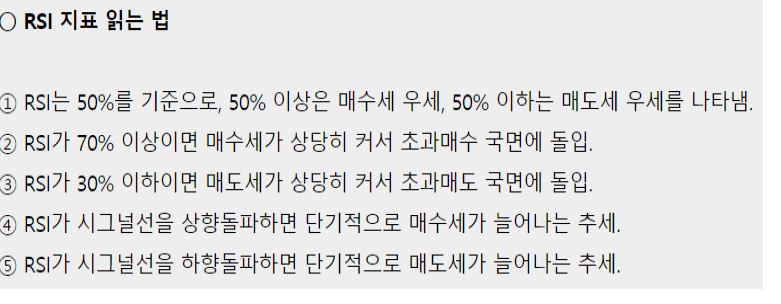 ○ RSI 지표 읽는 법
① RSI는 50%를 기준으로, 50% 이상은 매수세 우세, 50% 이하는 매도세 우세를 나타냄.
② RSI가 70% 이상이면 매수세가 상당히 커서 초과매수 국면에 돌입.
③ RSI가 30% 이하이면 매도세가 상당히 커서 초과매도 국면에 돌입.
④ RSI가 시그널선을 상향돌파하면 단기적으로 매수세가 늘어나는 추세.
⑤ RSI가 시그널선을 하향돌파하면 단기적으로 매도세가 늘어나는 추세.